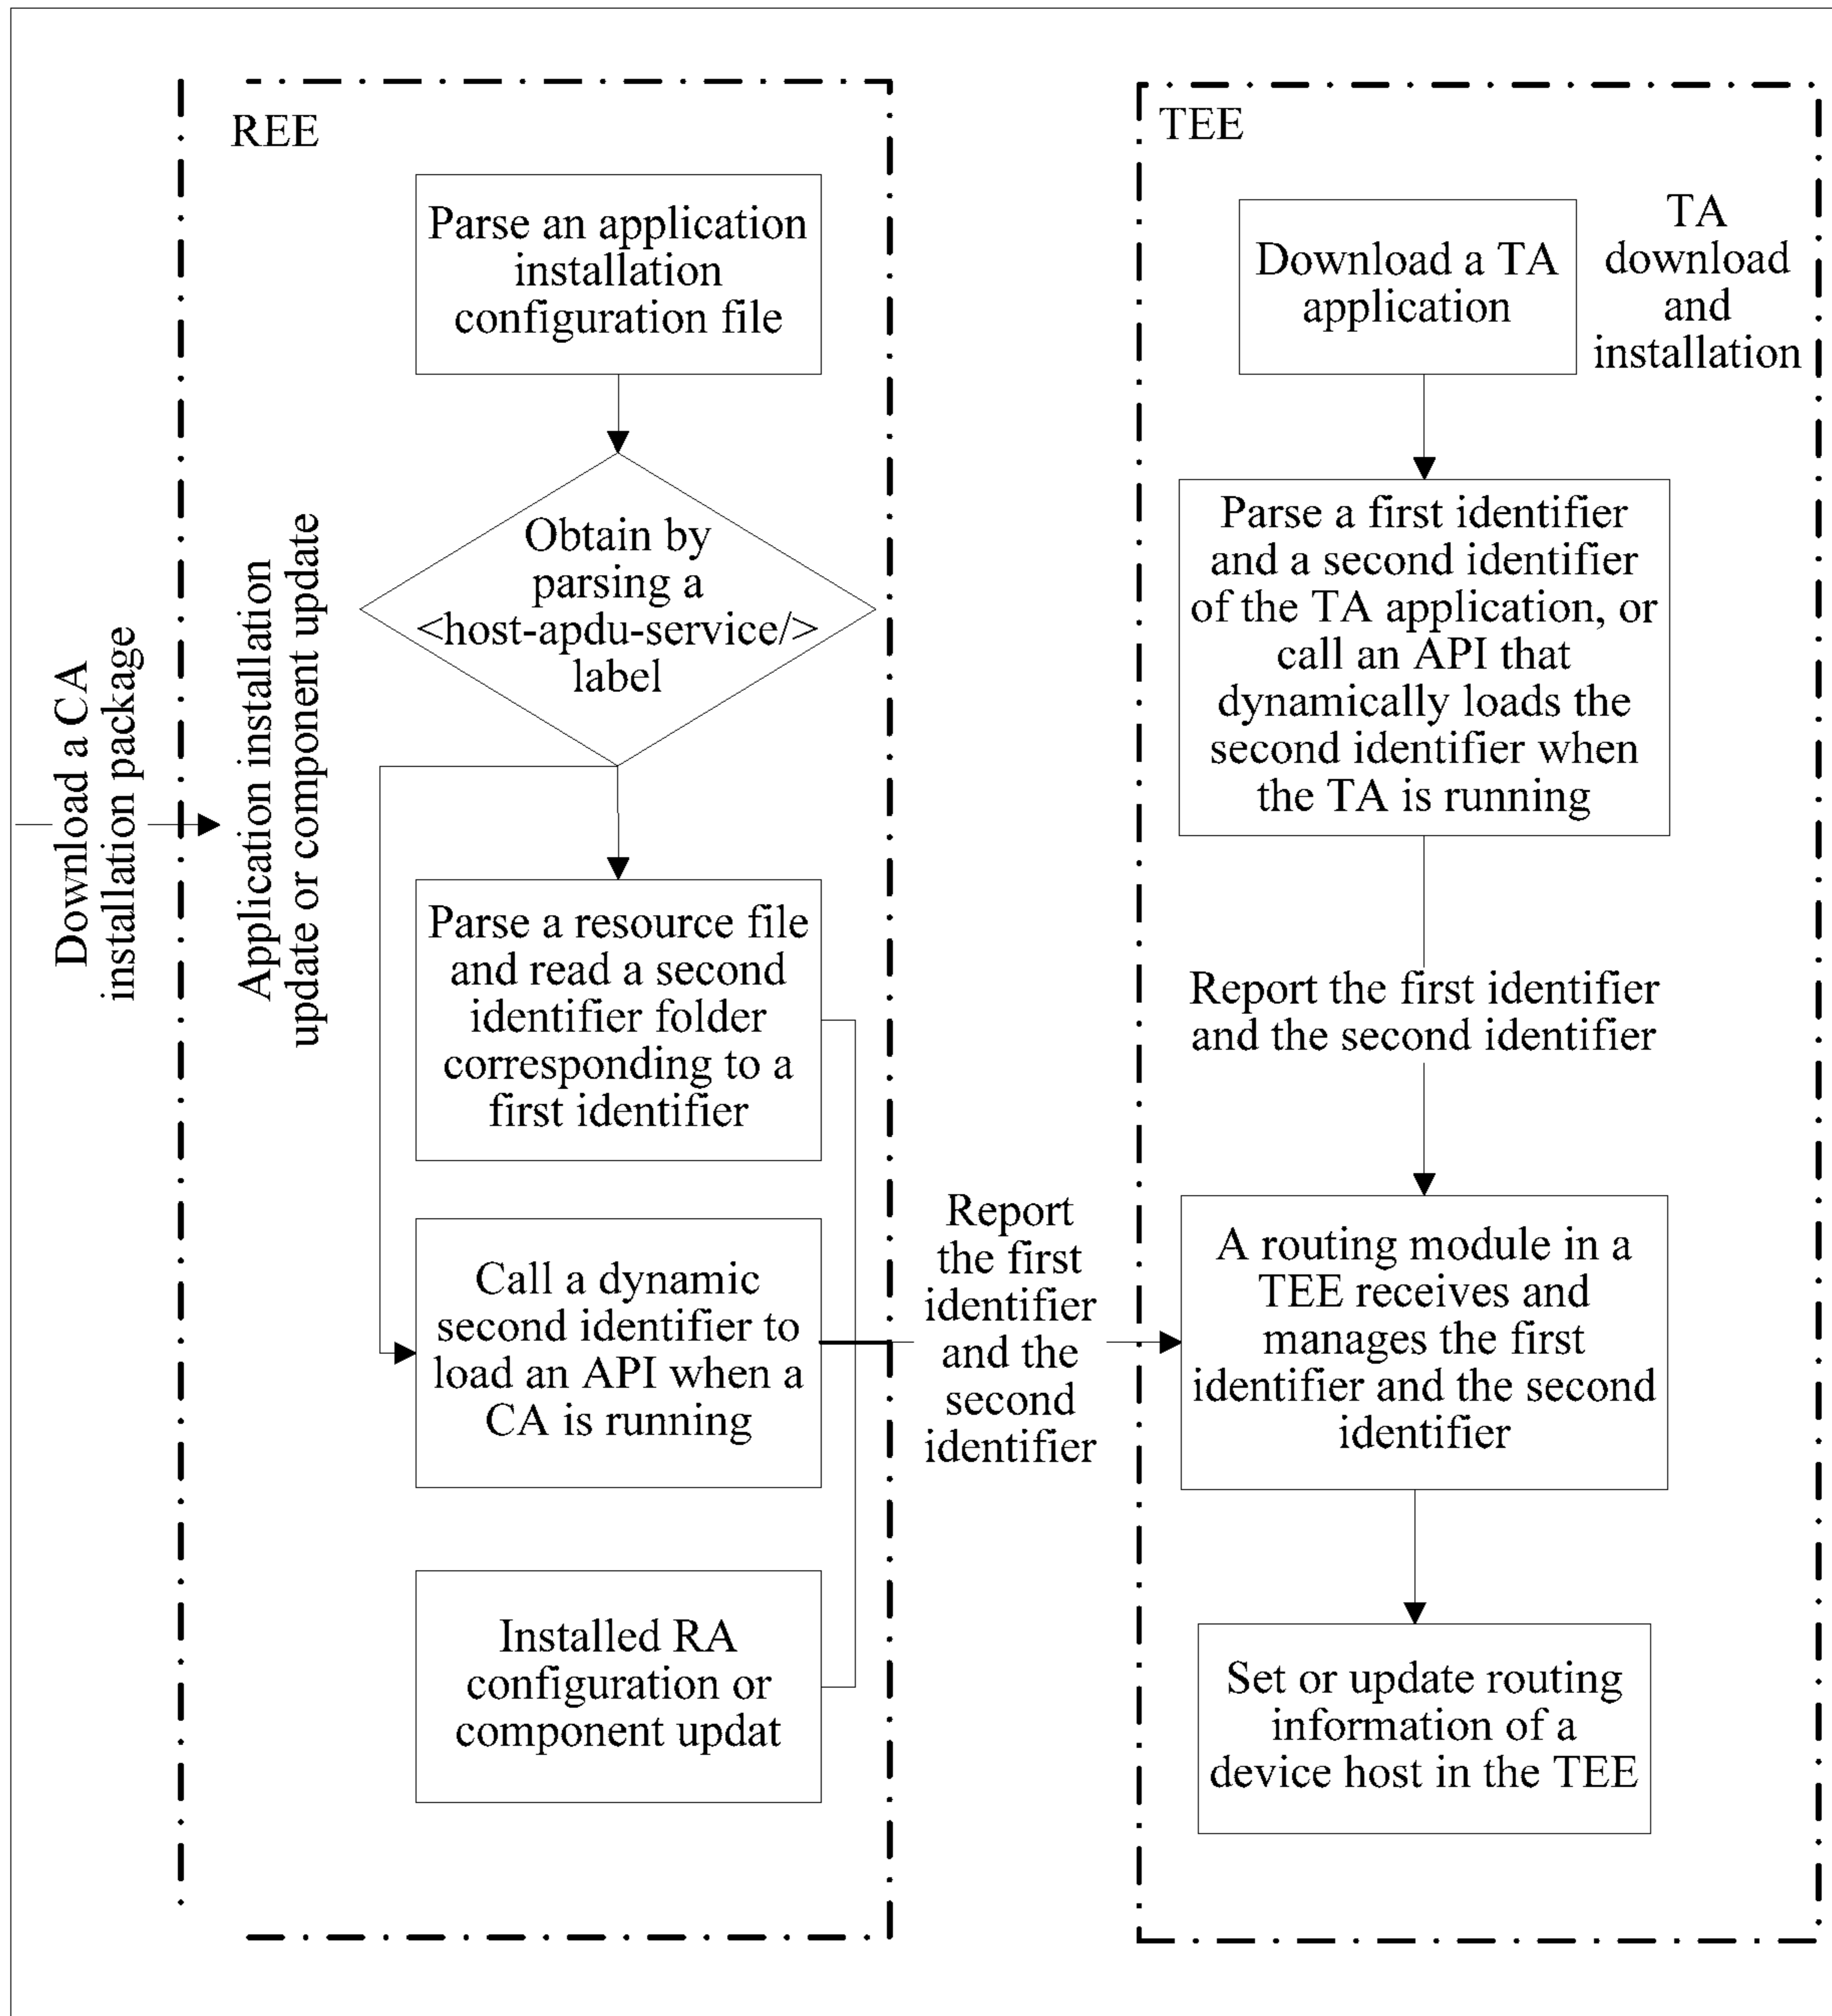 Download a CA
installation package
Application installation
update or component update
REE
Parse an application
installation
configuration file
Obtain by
parsing a
<host-apdu-service/>
label
Parse a resource file
and read a second
identifier folder
corresponding to a
first identifier
Call a dynamic
second identifier to
load an API when a
CA is running
Installed RA
configuration or
component updat
Report
the first
identifier
and the
second
identifier
TEE
Download a TA
application
TA
download
and
installation
Parse a first identifier
and a second identifier
of the TA application, or
call an API that
dynamically loads the
second identifier when
the TA is running
Report the first identifier
and the second identifier
A routing module in a
TEE receives and
manages the first
identifier and the second
identifier
Set or update routing
information of a
device host in the TEE